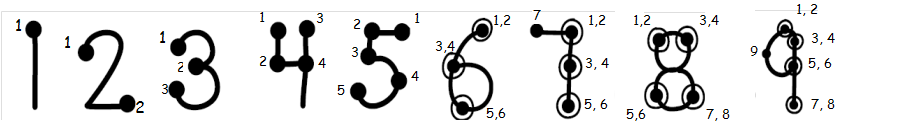 1 2 3 4 5 6 7 8 9
1
1 2
1 2 3
1 2 3 4
1 2 3 4 5
1,2 3,4 5,6
7 1,2 3, 4 5, 6
1,2 3,4 5,6 7, 8
1, 2 3, 4 5, 6 7, 8 9